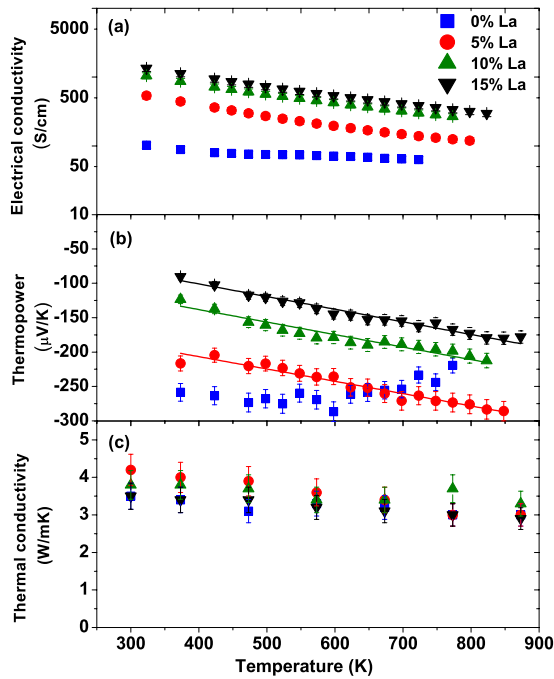 (a)
0% La
5% La
10% La
15% La
5000
500
50
10
Electrical conductivity
(S/cm)
(b)
-50
-100
-150
-200
-250
-300
Thermopower
(μV/K)
(c)
5
4
3
2
1
0
Thermal conductivity
(W/mK)
300 400 500 600 700 800 900
Temperature (K)